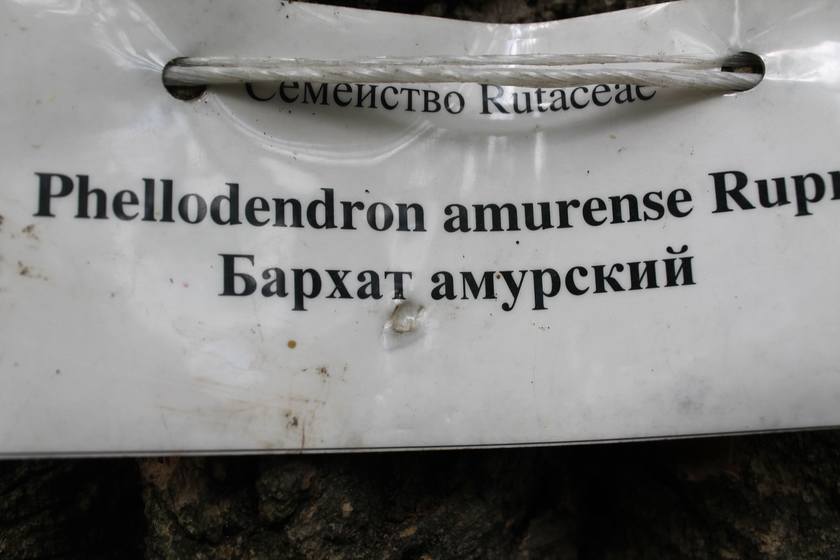 Семейство Rutaceae
Phellodendron amurense Rupr
Бархат амурский